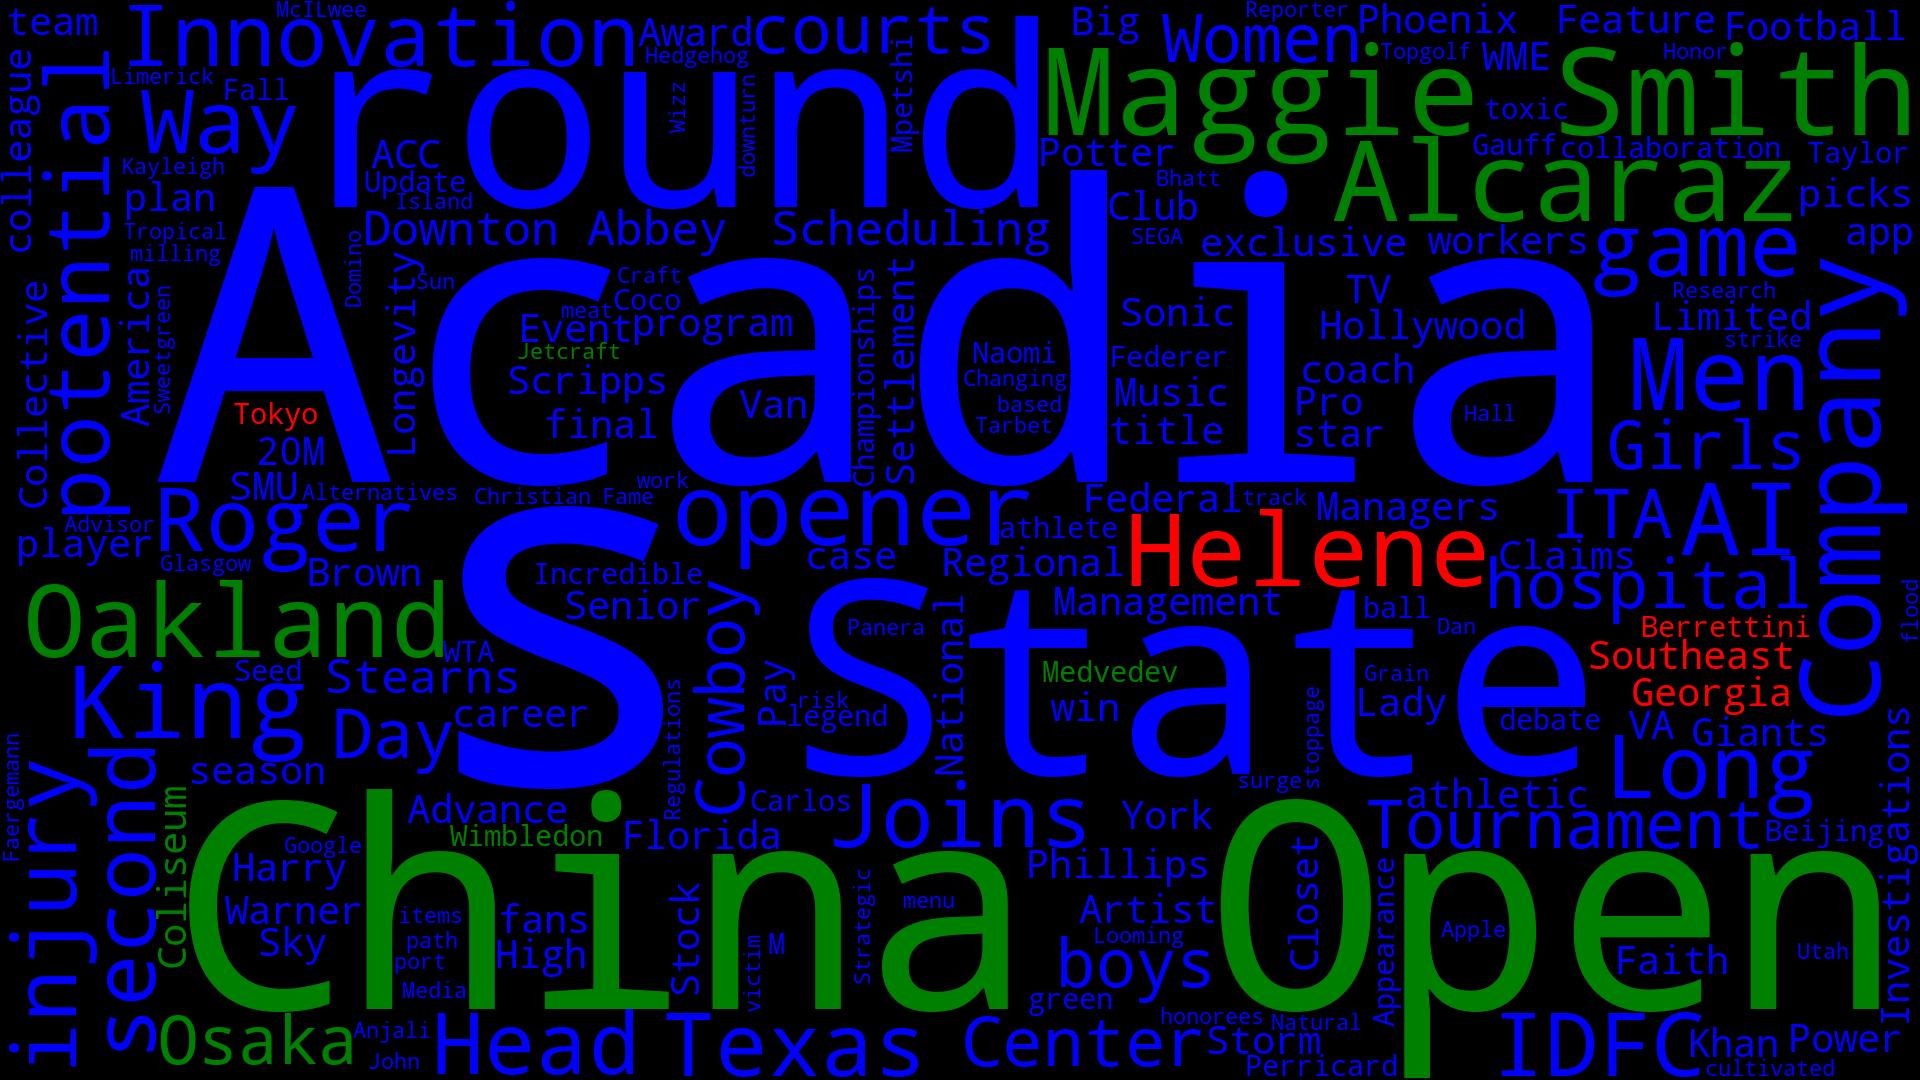 team
Innovation
McILwee
Award
courts
Big
Women
Reporter
Phoenix
Feature
Football
colleague
potential
Limerick
Way
Fall
round
Hedgehog
Wizz
downturn
Mpetshi
Maggie Smith
Topgolf
WME
Honor
toxic
Kayleigh
plan
ACC
Update
Island
Potter
Bhatt
Alcaraz
Gauff
collaboration
Taylor
picks
Tropical
milling
Downton Abbey
Scheduling
Club
SEGA
exclusive
workers
game
app
Acadia
Domino
Longevity
Sun
America
Sweetgreen
Collective
Craft
meat
Coco
Event
program
Jetcraft
Scripps
final
Van
Championships
Settlement
Naomi
Changing
based
Tarbet
Sonic
Federer
Music
title
TV
Hollywood
coach
Pro
star
Hall
Research
Limited
strike
Men
Girls
Company
Tokyo
20M
SMU
Alternatives
Christian
Fame
work
Roger
Advisor
player
Glasgow
Brown
opener
Federal
track
athlete
Managers
ITA
AI
case
Regional
Helene
Claims
hospital
Oakland
S
Incredible
Senior
State
Management
ball
Dan
Panera
Cowboy
National
flood
Berrettini
Southeast
Georgia
WTA
King
Seed
Stearns
Day
career
Pay
risk
legend
Medvedev
win
Grain
Lady
debate
VA
Giants
Regulations
stoppage
surge
Long
injury
second
season
Faergemann
Coliseum
Advance
Wimbledon
Florida
Carlos
Joins
York
athletic
Tournament
Beijing
Investigations
China Open
Google
Harry
Warner
Sky
items
path
port
Media
fans
High
Stock
victim
M
Strategic
menu
Phillips
Artist
Looming
boys
green
Closet
Appearance
Apple
Faith
Utah
Osaka
Anjali
John
Head
Texas
Center
honorees
Natural
Storm
Perricard
IDFC
Khan
Power
cultivated